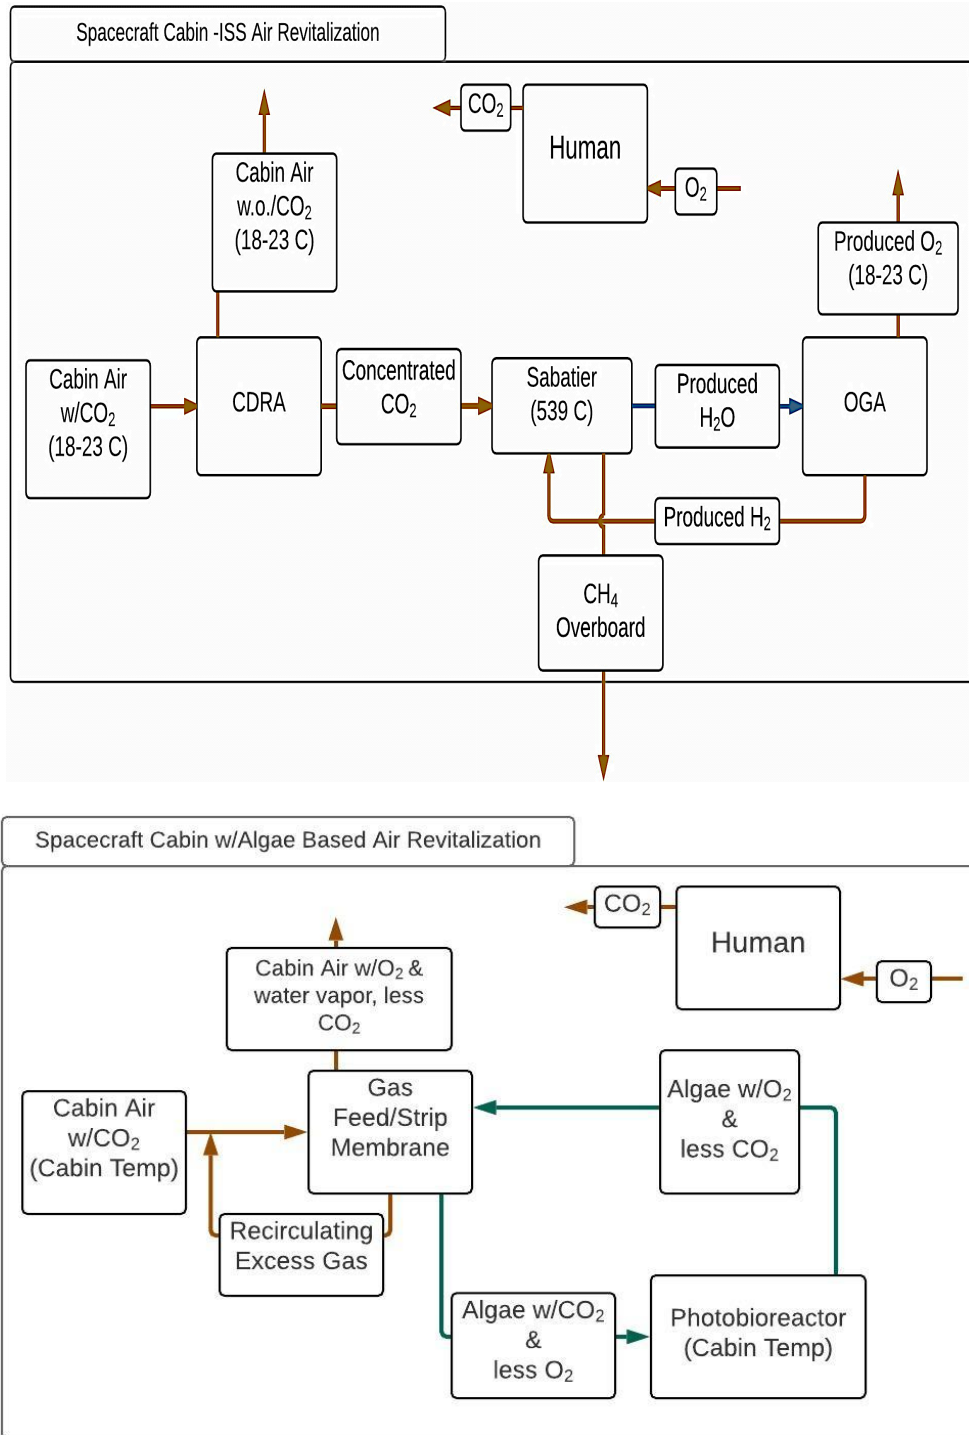 Spacecraft Cabin -ISS Air Revitalization
CO₂
Human
O₂
Cabin Air
w.o./CO₂
(18-23 C)
Produced O₂
(18-23 C)
Cabin Air
w/CO₂
(18-23 C)
CDRA
Concentrated
CO₂
Sabatier
(539 C)
Produced
H₂O
OGA
Produced H₂
CH₄
Overboard
Spacecraft Cabin w/Algae Based Air Revitalization
CO₂
Human
O₂
Cabin Air w/O₂ &
water vapor, less
CO₂
Cabin Air
w/CO₂
(Cabin Temp)
Gas
Feed/Strip
Membrane
Algae w/O₂
&
less CO₂
Recirculating
Excess Gas
Algae w/CO₂
&
less O₂
Photobioreactor
(Cabin Temp)